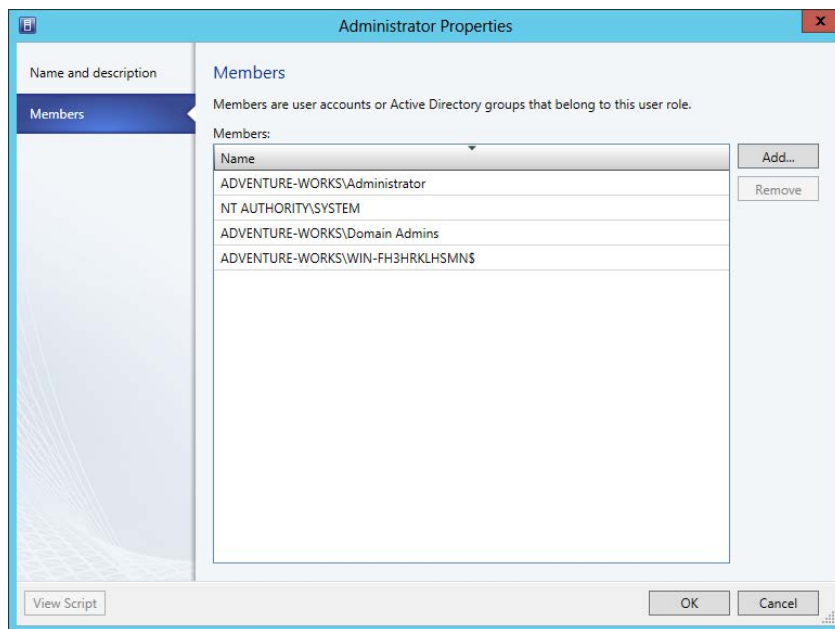 Administrator Properties
x
Name and description
Members
Members
Members are user accounts or Active Directory groups that belong to this user role.
Members:
Name
Add...
ADVENTURE-WORKS\Administrator
Remove
NT AUTHORITY\SYSTEM
ADVENTURE-WORKS\Domain Admins
ADVENTURE-WORKS\WIN-FH3HRKLHSMN$
View Script
OK
Cancel